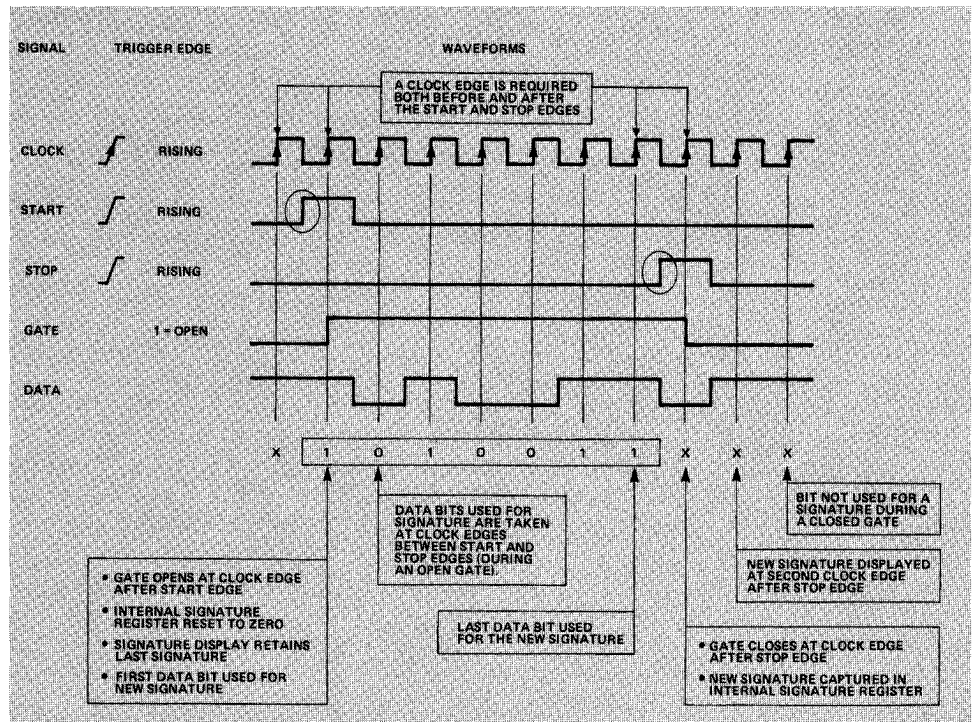 SIGNAL TRIGGER EDGE WAVEFORMS
A CLOCK EDGE IS REQUIRED
BOTH BEFORE AND AFTER
THE START AND STOP EDGES
CLOCK RISING
START RISING
STOP RISING
GATE 1 = OPEN
DATA
X 1 0 1 0 0 1 1 X X X
DATA BITS USED FOR
SIGNATURE ARE TAKEN
AT CLOCK EDGES
BETWEEN START AND
STOP EDGES (DURING
AN OPEN GATE).
BIT NOT USED FOR A
SIGNATURE DURING
A CLOSED GATE
NEW SIGNATURE DISPLAYED
AT SECOND CLOCK EDGE
AFTER STOP EDGE
• GATE OPENS AT CLOCK EDGE
AFTER START EDGE
• INTERNAL SIGNATURE
REGISTER RESET TO ZERO
• SIGNATURE DISPLAY RETAINS
LAST SIGNATURE
• FIRST DATA BIT USED FOR
NEW SIGNATURE
LAST DATA BIT USED
FOR THE NEW SIGNATURE
• GATE CLOSES AT CLOCK EDGE
AFTER STOP EDGE
• NEW SIGNATURE CAPTURED IN
INTERNAL SIGNATURE REGISTER